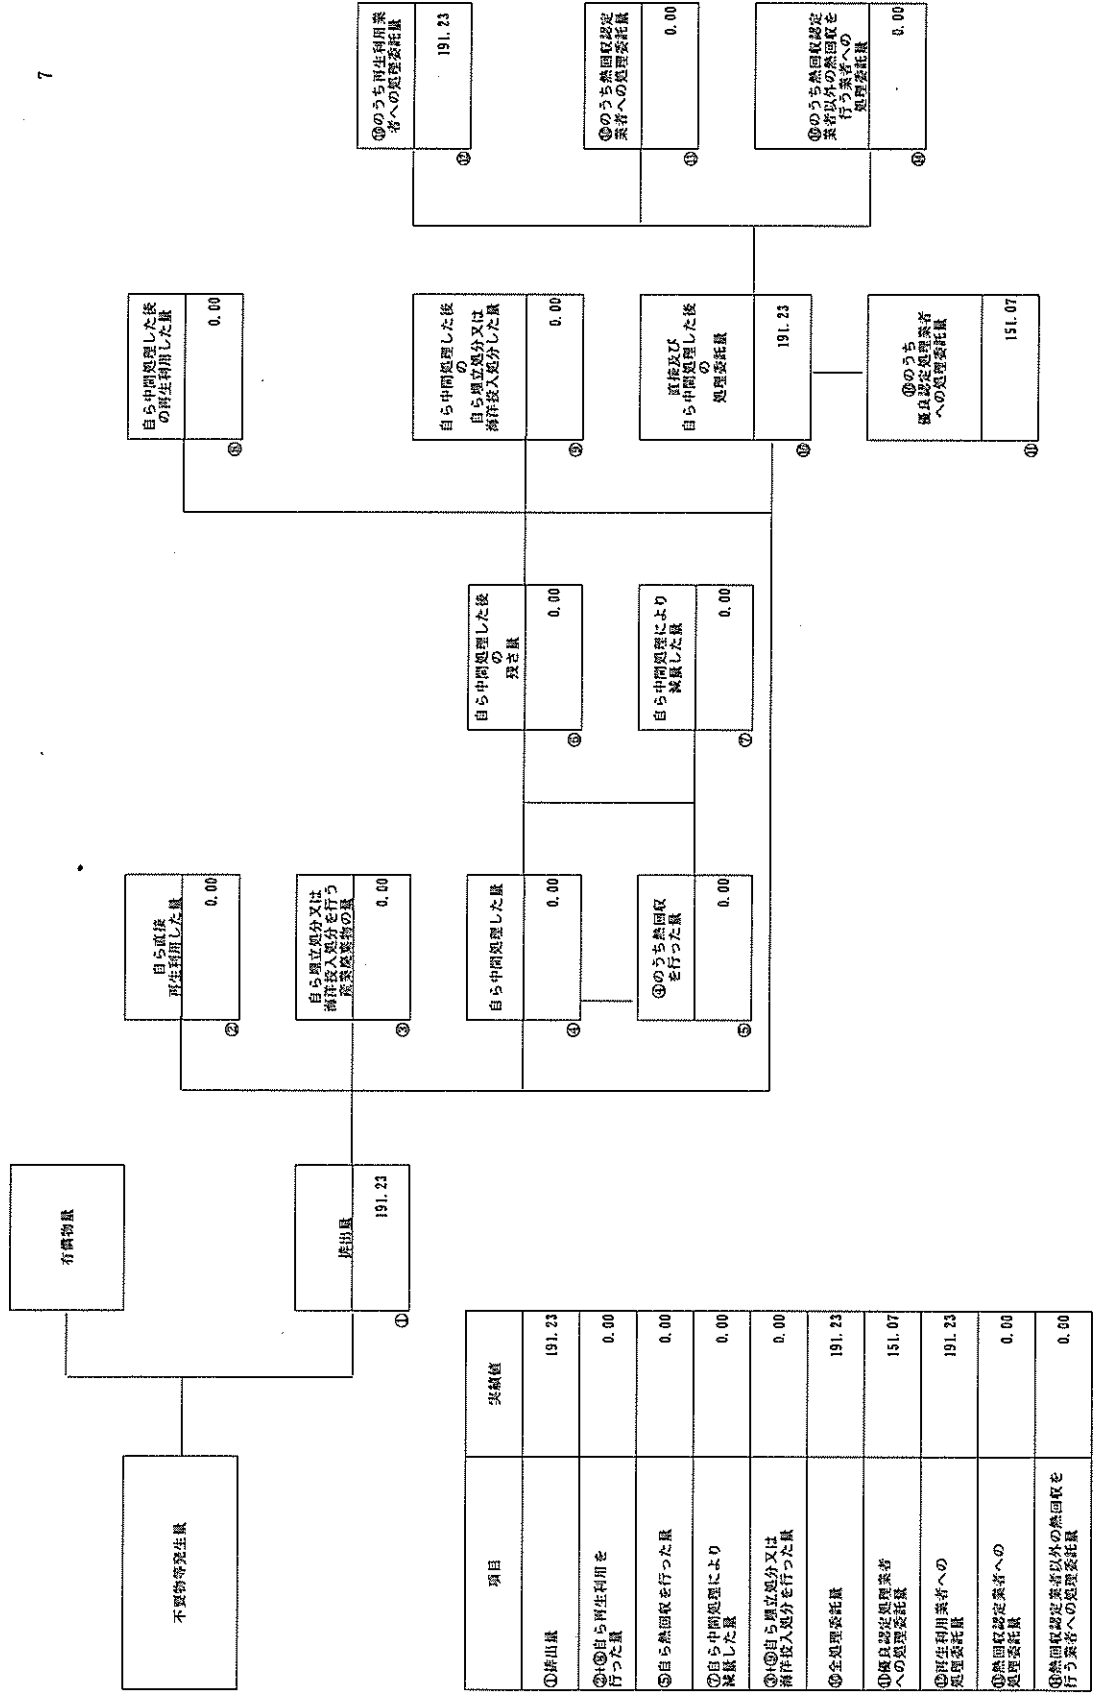 7
不要物等発生量
有償物量
排出量
191.23
①
自ら直接
再生利用した量
0.00
②
自ら埋立処分又は
海洋投入処分を行う
産業廃棄物の量
0.00
③
自ら中間処理した量
0.00
④
④のうち熱回収
を行った量
0.00
⑤
自ら中間処理した後
の
残さ量
0.00
⑥
自ら中間処理により
減量した量
0.00
⑦
自ら中間処理した後
の再生利用した量
0.00
⑧
自ら中間処理した後
の
自ら埋立処分又は
海洋投入処分した量
0.00
⑨
直接及び
自ら中間処理した後
の
処理委託量
191.23
⑩
⑩のうち
優良認定処理業者
への処理委託量
151.07
⑪
⑩のうち再生利用業
者への処理委託量
191.23
⑫
⑩のうち熱回収認定
業者への処理委託量
0.00
⑬
⑩のうち熱回収認定
業者以外の熱回収を
行う業者への
処理委託量
0.00
⑭
項目 実績値
①排出量 191.23
②+⑧自ら再生利用を
行った量 0.00
⑤自ら熱回収を行った量 0.00
⑦自ら中間処理により
減量した量 0.00
③+⑨自ら埋立処分又は
海洋投入処分を行った量 0.00
⑩全処理委託量 191.23
⑪優良認定処理業者
への処理委託量 151.07
⑫再生利用業者への
処理委託量 191.23
⑬熱回収認定業者への
処理委託量 0.00
⑭熱回収認定業者以外の熱回収を
行う業者への処理委託量 0.00